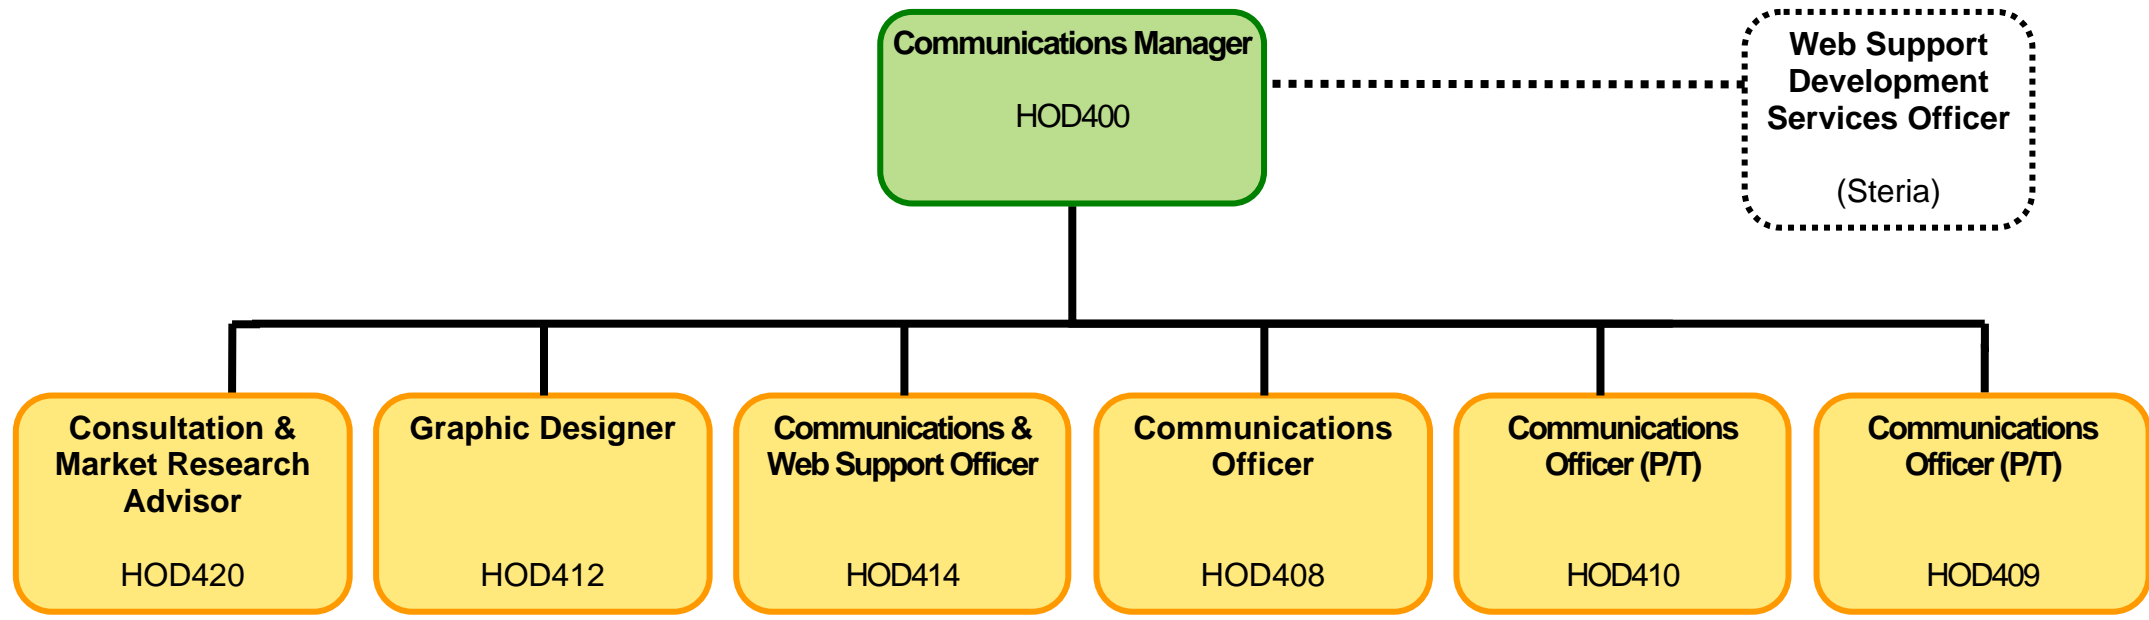 Communications Manager
HOD400
Web Support
Development
Services Officer
(Steria)
Consultation &
Market Research
Advisor
HOD420
Graphic Designer
HOD412
Communications &
Web Support Officer
HOD414
Communications
Officer
HOD408
Communications
Officer (P/T)
HOD410
Communications
Officer (P/T)
HOD409